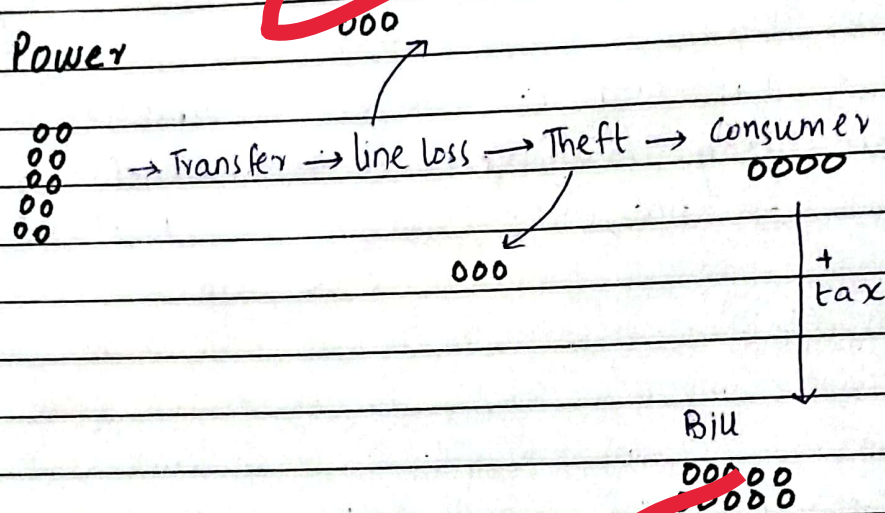 000
Power
00
00
00
00
00
→ Transfer → line loss → Theft → Consumer
0000
000
+
tax
Bill
00000
00000